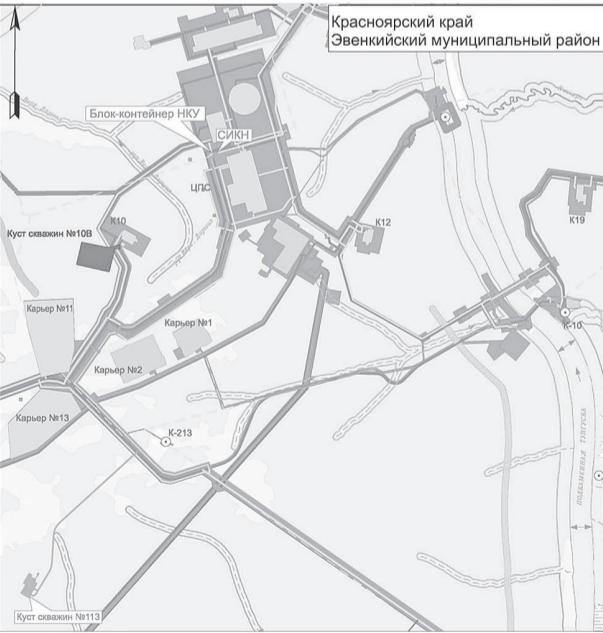 Красноярский край
Эвенкийский муниципальный район
Блок-контейнер НКУ
СИКН
ЦПС
К10
Куст скважин №10В
К12
К19
К-10
Карьер №11
Карьер №1
Карьер №2
Карьер №13
К-213
ПОДКАМЕННАЯ ТУНГУСКА
Куст скважин №113